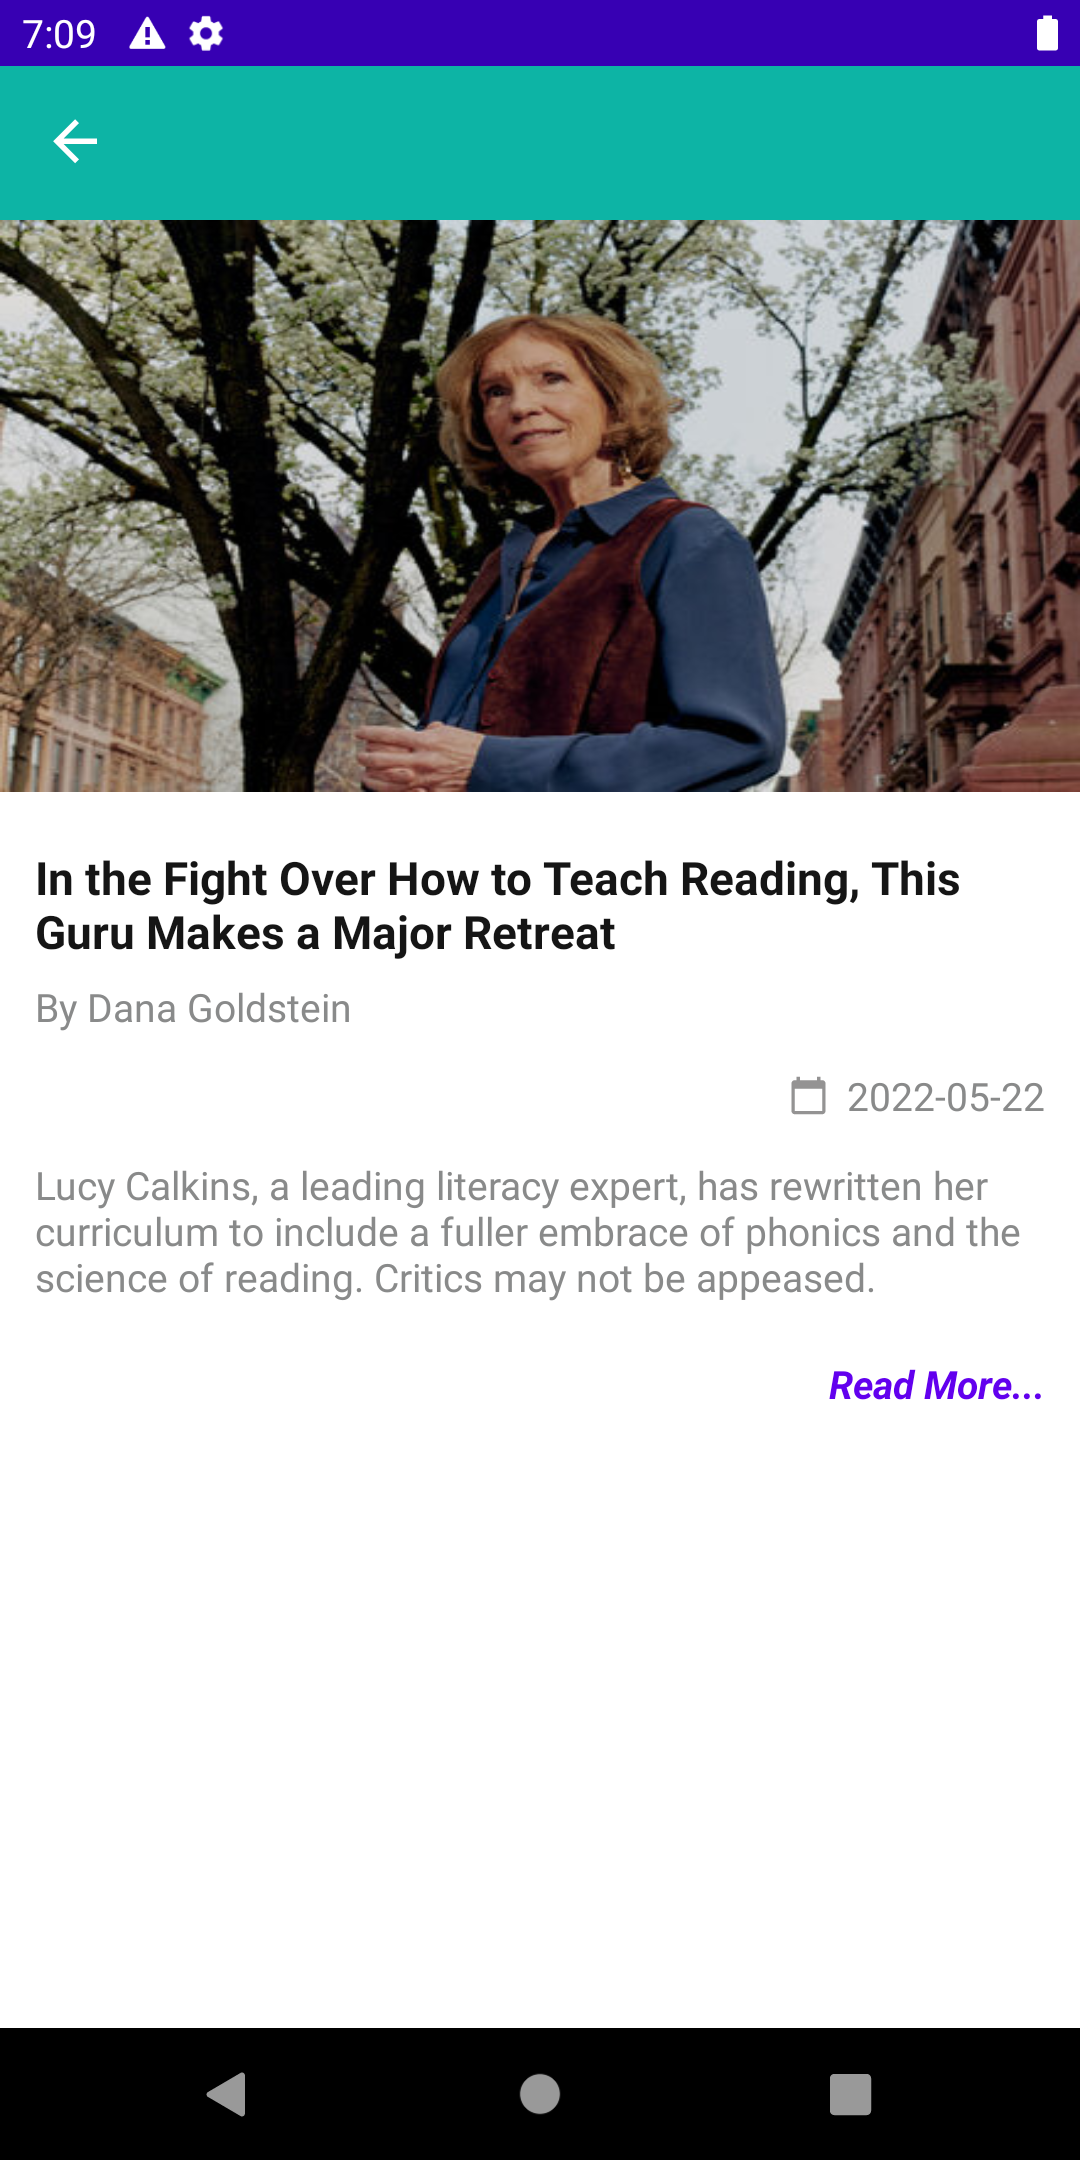 7:09
In the Fight Over How to Teach Reading, This
Guru Makes a Major Retreat
By Dana Goldstein
2022-05-22
Lucy Calkins, a leading literacy expert, has rewritten her
curriculum to include a fuller embrace of phonics and the
science of reading. Critics may not be appeased.
Read More...